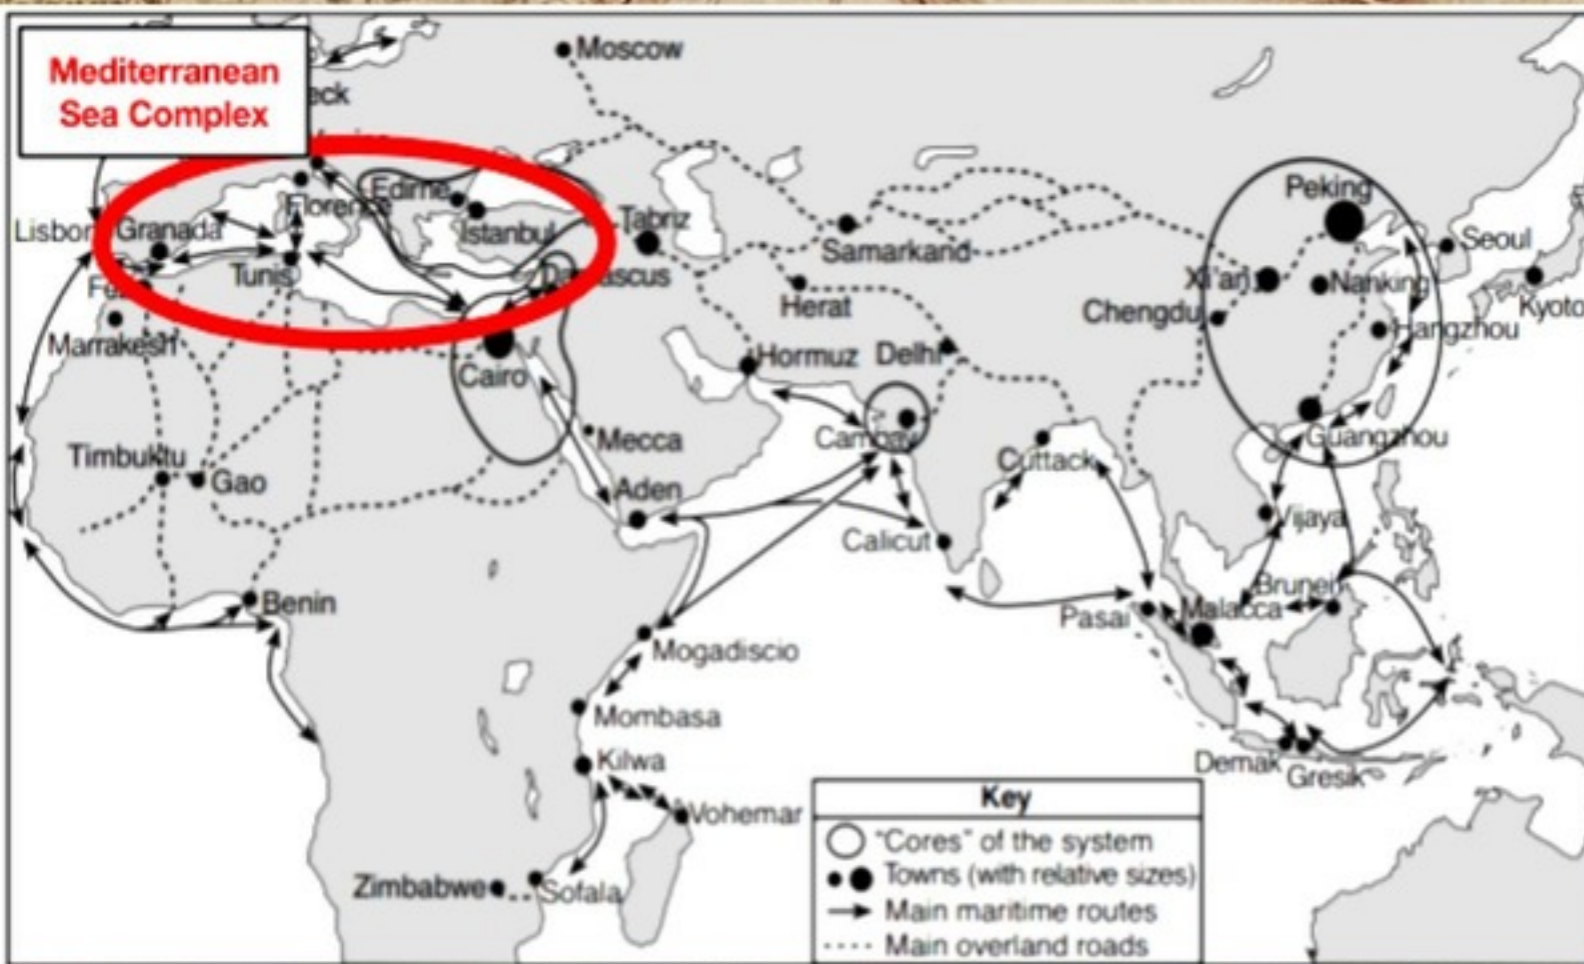 Mediterranean
Sea Complex
eck
Moscow
Edirne
Florence
Lisbon
Granada
Istanbul
Tabriz
Tunis
Damascus
Marrakesh
Cairo
Samarkand
Herat
Peking
Seoul
Xi'an
Nanking
Chengdu
Kyoto
Hangzhou
Hormuz
Delhi
Cambay
Guangzhou
Mecca
Cuttack
Timbuktu
Gao
Aden
Calicut
Vijaya
Benin
Brunei
Pasai
Malacca
Mogadiscio
Mombasa
Kilwa
Vohemar
Demak
Gresik
Zimbabwe
Sofala
Key
"Cores" of the system
Towns (with relative sizes)
Main maritime routes
Main overland roads